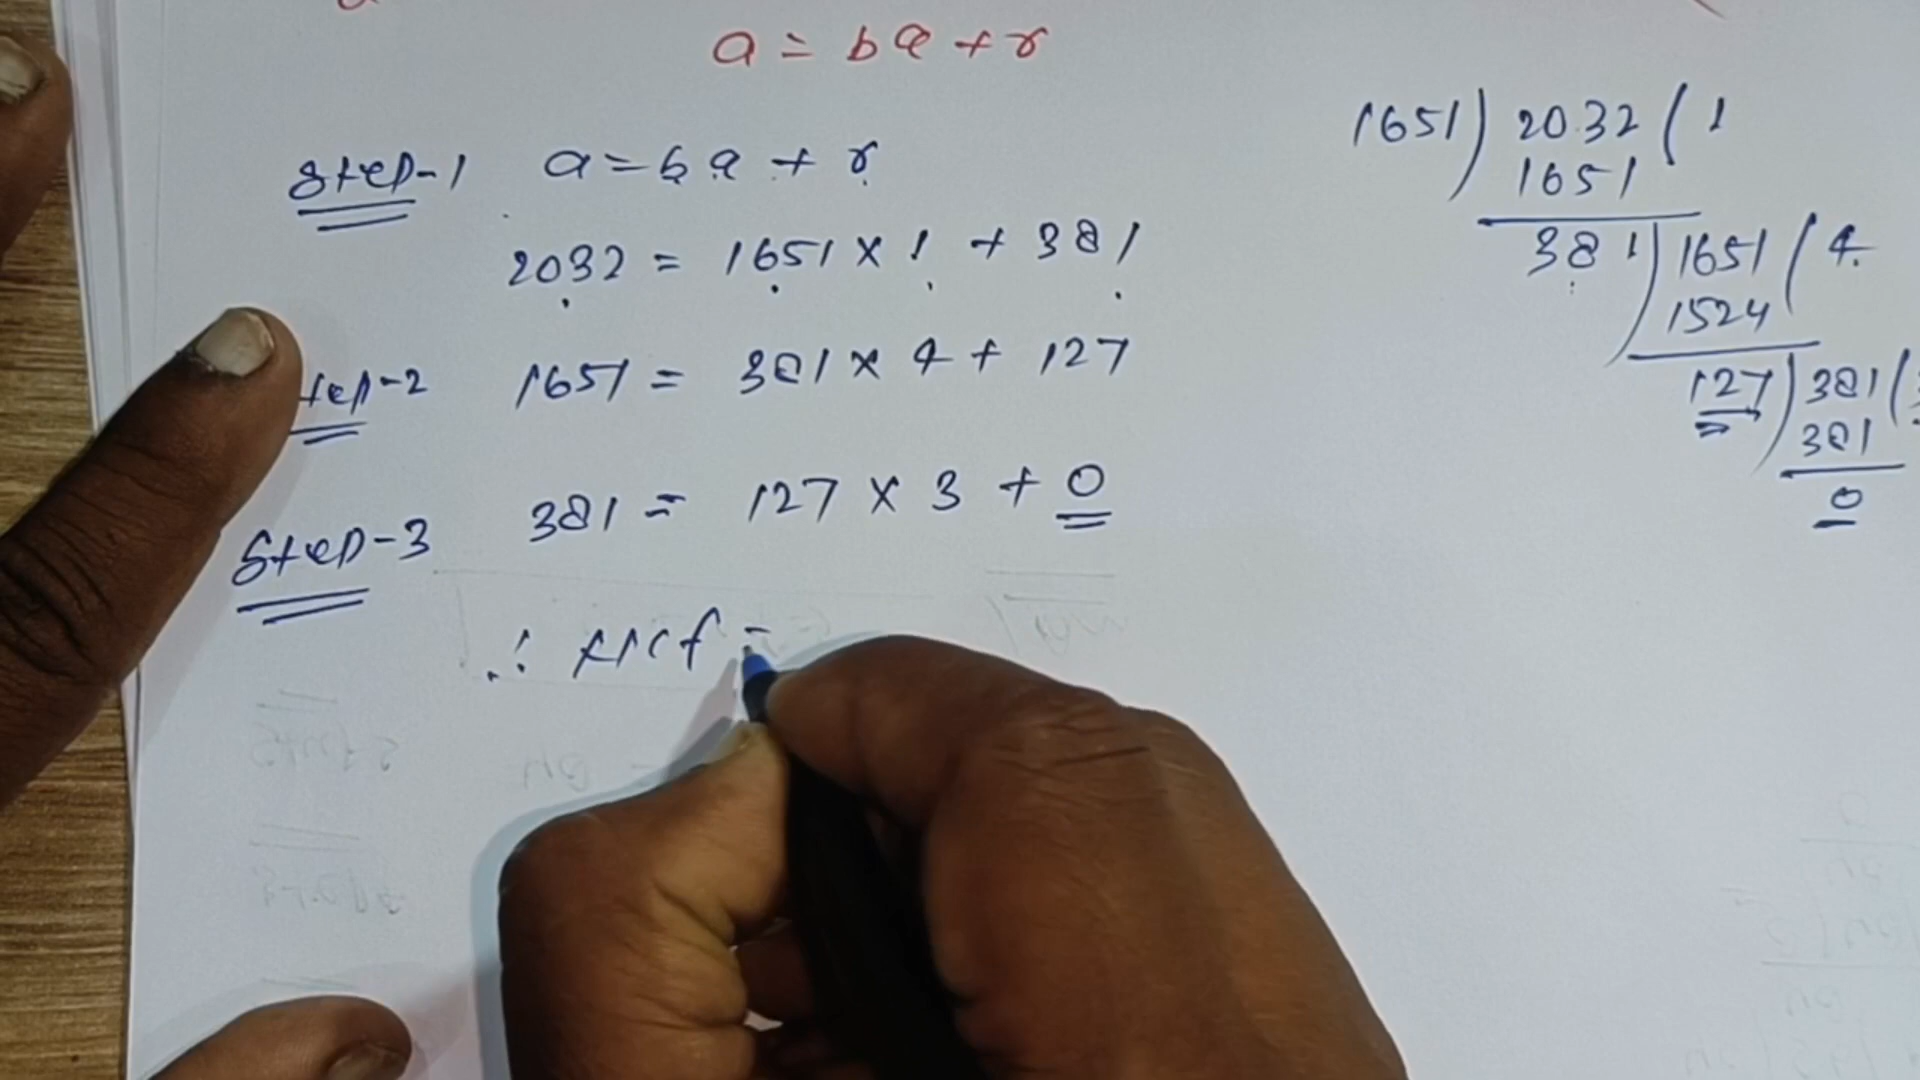 a = bq + r
Step-1 a = bq + r
2032 = 1651 × 1 + 381
Step-2 1651 = 381 × 4 + 127
Step-3 381 = 127 × 3 + 0
∴ HCF =
1651) 2032 ( 1
1651
381) 1651 ( 4
1524
127) 381 (
381
0